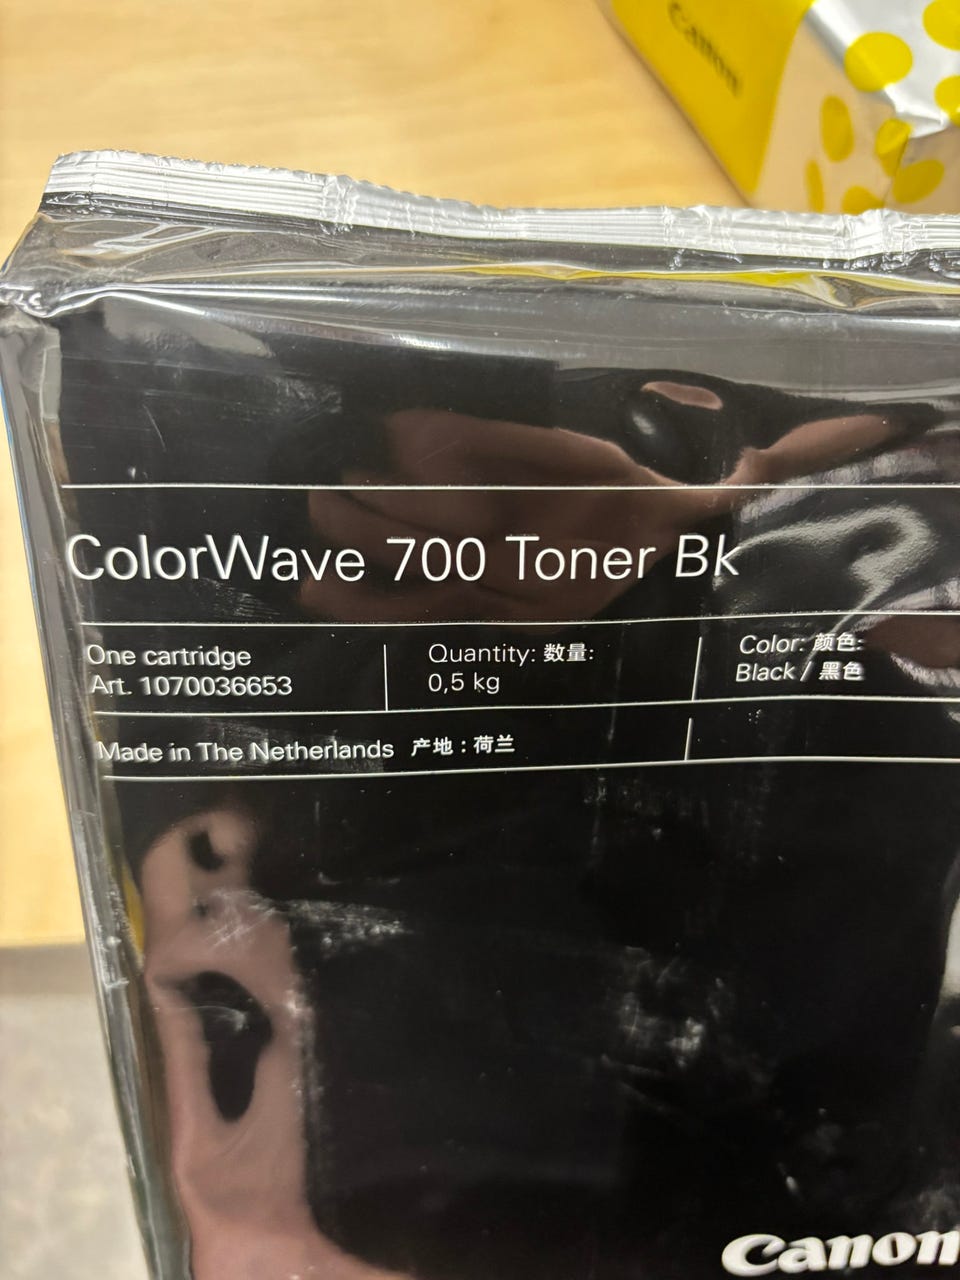 Canon
ColorWave 700 Toner Bk
One cartridge
Art. 1070036653
Quantity: 数量:
0,5 kg
Color: 颜色:
Black / 黑色
Made in The Netherlands 产地：荷兰
Canon